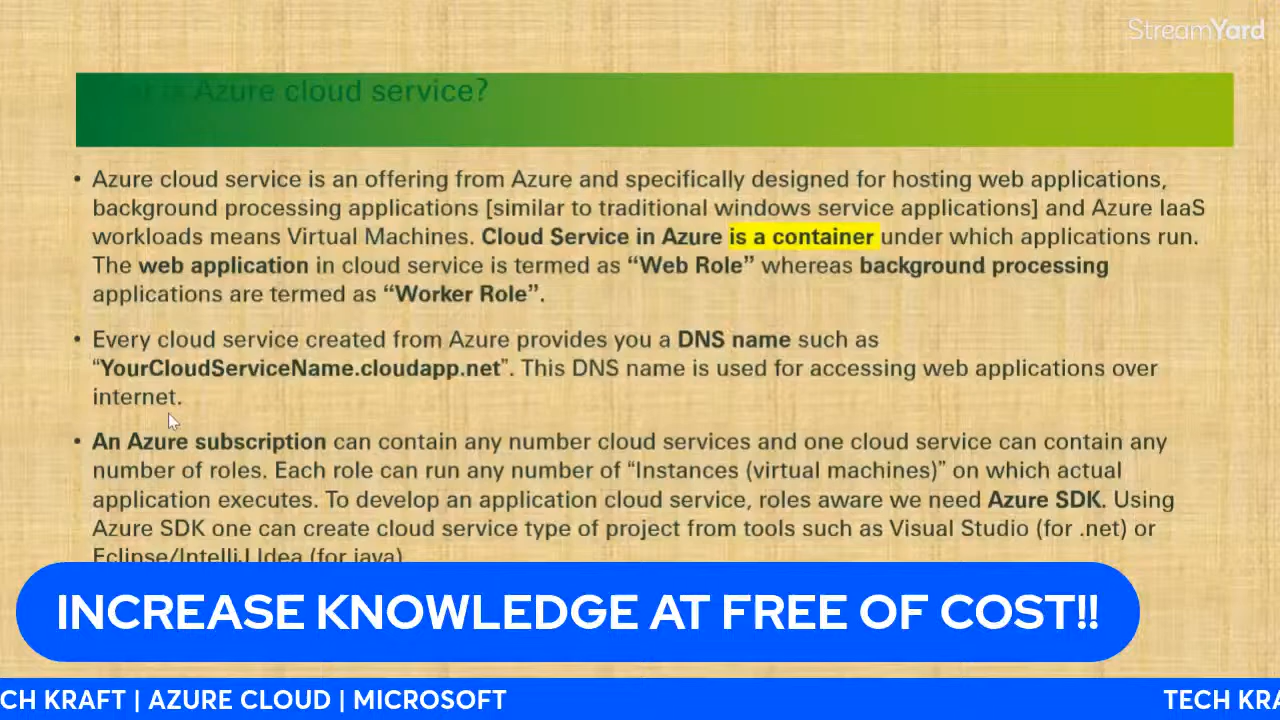 StreamYard
is Azure cloud service?
• Azure cloud service is an offering from Azure and specifically designed for hosting web applications,
background processing applications [similar to traditional windows service applications] and Azure IaaS
workloads means Virtual Machines. Cloud Service in Azure is a container under which applications run.
The web application in cloud service is termed as “Web Role” whereas background processing
applications are termed as “Worker Role”.
• Every cloud service created from Azure provides you a DNS name such as
“YourCloudServiceName.cloudapp.net”. This DNS name is used for accessing web applications over
internet.
• An Azure subscription can contain any number cloud services and one cloud service can contain any
number of roles. Each role can run any number of “Instances (virtual machines)” on which actual
application executes. To develop an application cloud service, roles aware we need Azure SDK. Using
Azure SDK one can create cloud service type of project from tools such as Visual Studio (for .net) or
Eclipse/IntelliJ Idea (for java)
INCREASE KNOWLEDGE AT FREE OF COST!!
CH KRAFT | AZURE CLOUD | MICROSOFT TECH KRA